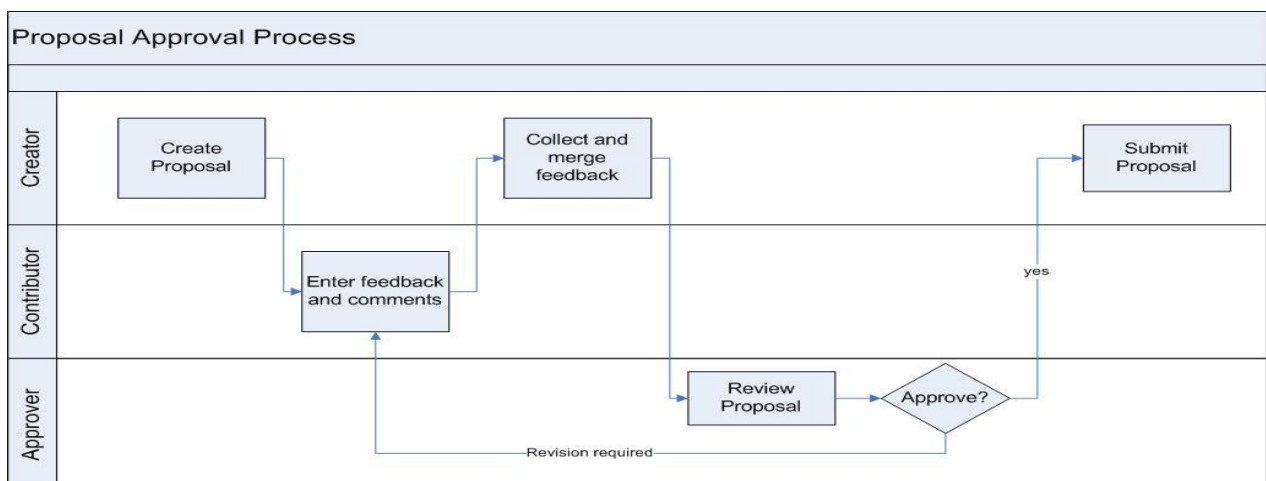 Proposal Approval Process
Creator
Create
Proposal
Collect and
merge
feedback
Submit
Proposal
Contributor
Enter feedback
and comments
yes
Approver
Review
Proposal
Approve?
Revision required